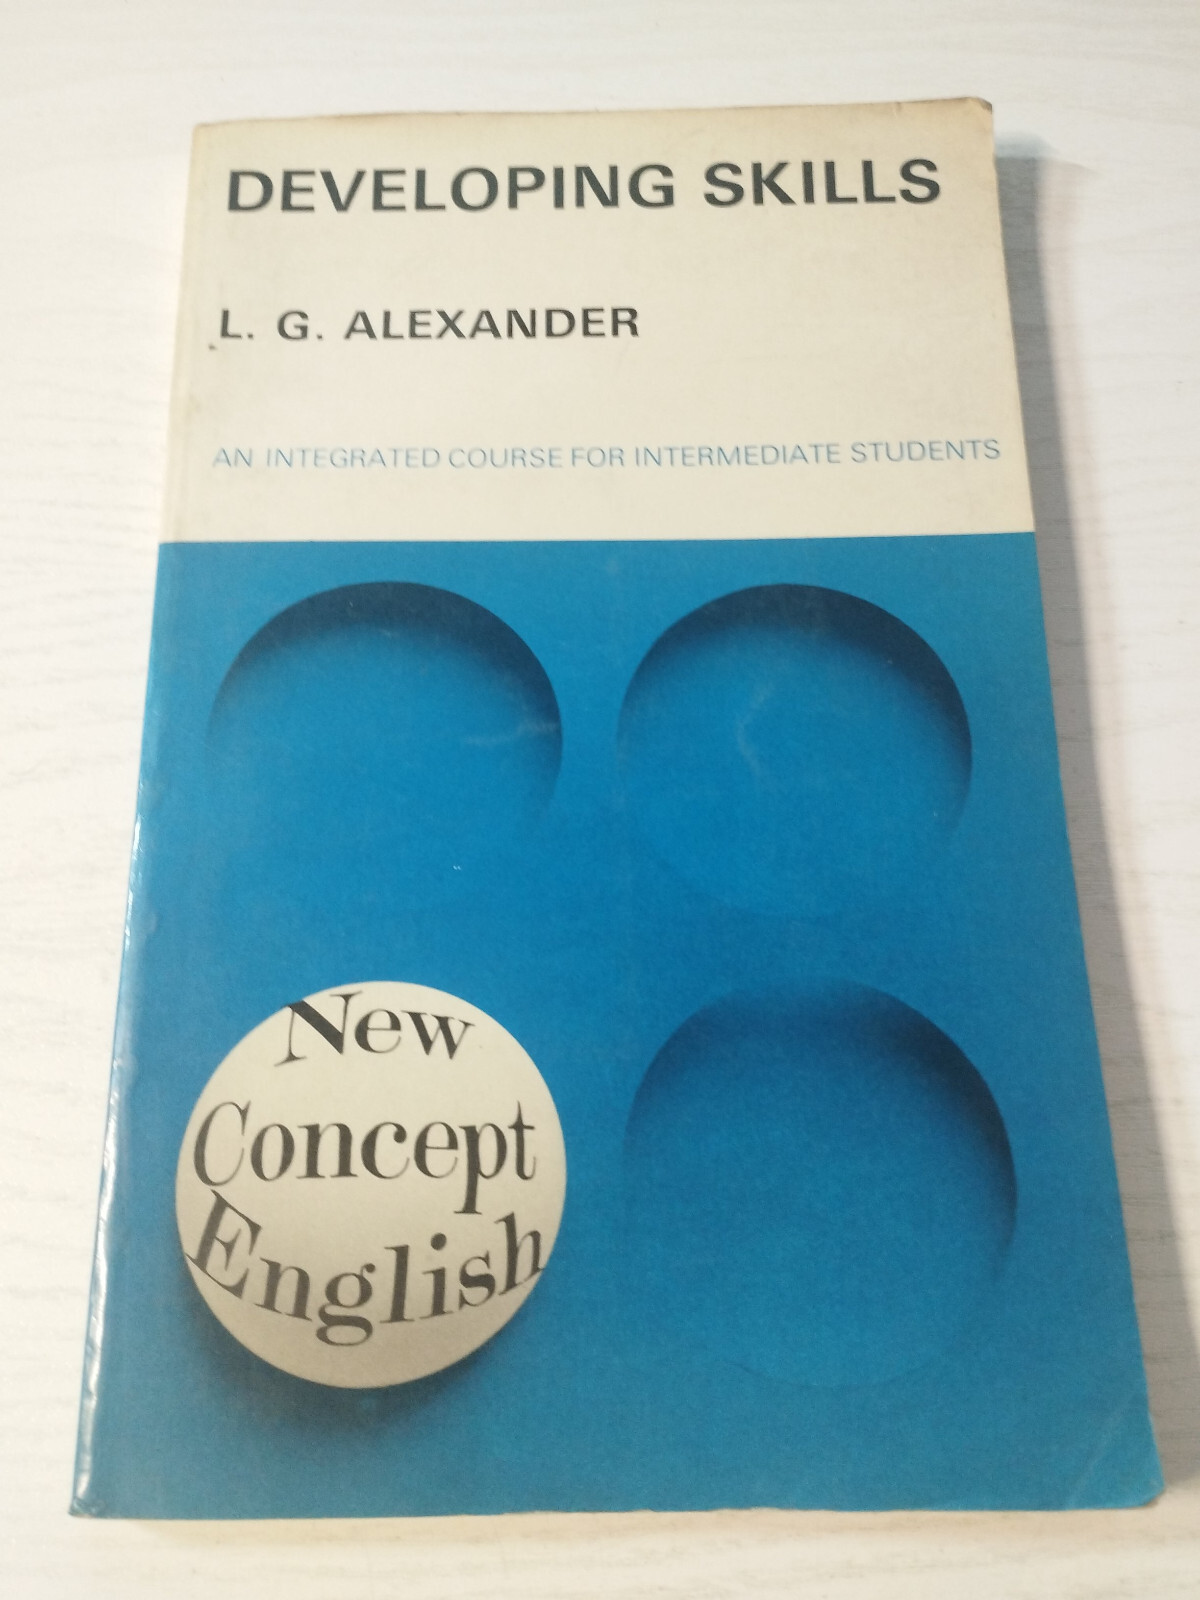 DEVELOPING SKILLS
L. G. ALEXANDER
AN INTEGRATED COURSE FOR INTERMEDIATE STUDENTS
New
Concept
English